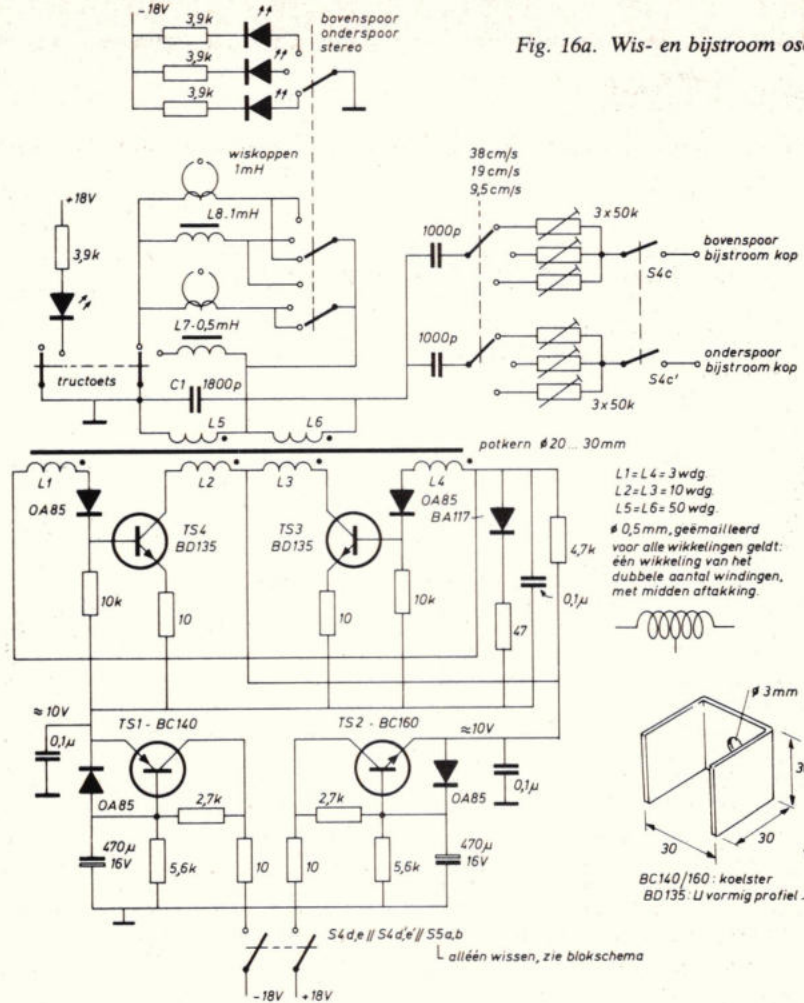 Fig. 16a. Wis- en bijstroom
-18V
3,9k
3,9k
3,9k
bovenspoor
onderspoor
stereo
wiskoppen
1mH
L8.1mH
L7-0,5mH
+18V
3,9k
tructoets
C1
1800p
L5
L6
38cm/s
19 cm/s
9,5cm/s
1000p
1000p
3x50k
3x50k
S4c
S4c'
bovenspoor
bijstroom kop
onderspoor
bijstroom kop
potkern ø20...30mm
L1
L2
L3
L4
OA85
TS4
BD135
TS3
BD135
OA85
BA117
4,7k
10k
10
10
10k
47
0,1µ
L1=L4=3wdg.
L2=L3=10wdg.
L5=L6=50 wdg.
ø 0,5mm, geëmailleerd
voor alle wikkelingen geldt:
één wikkeling van het
dubbele aantal windingen,
met midden aftakking.
≈10V
0,1µ
TS1-BC140
TS2-BC160
≈10V
0,1µ
OA85
2,7k
2,7k
OA85
470µ
16V
5,6k
10
10
5,6k
470µ
16V
S4d,e // S4d',e' // S5a,b
alléén wissen, zie blokschema
-18V
+18V
ø 3mm
30
30
BC140/160: koelster
BD135: U vormig profiel